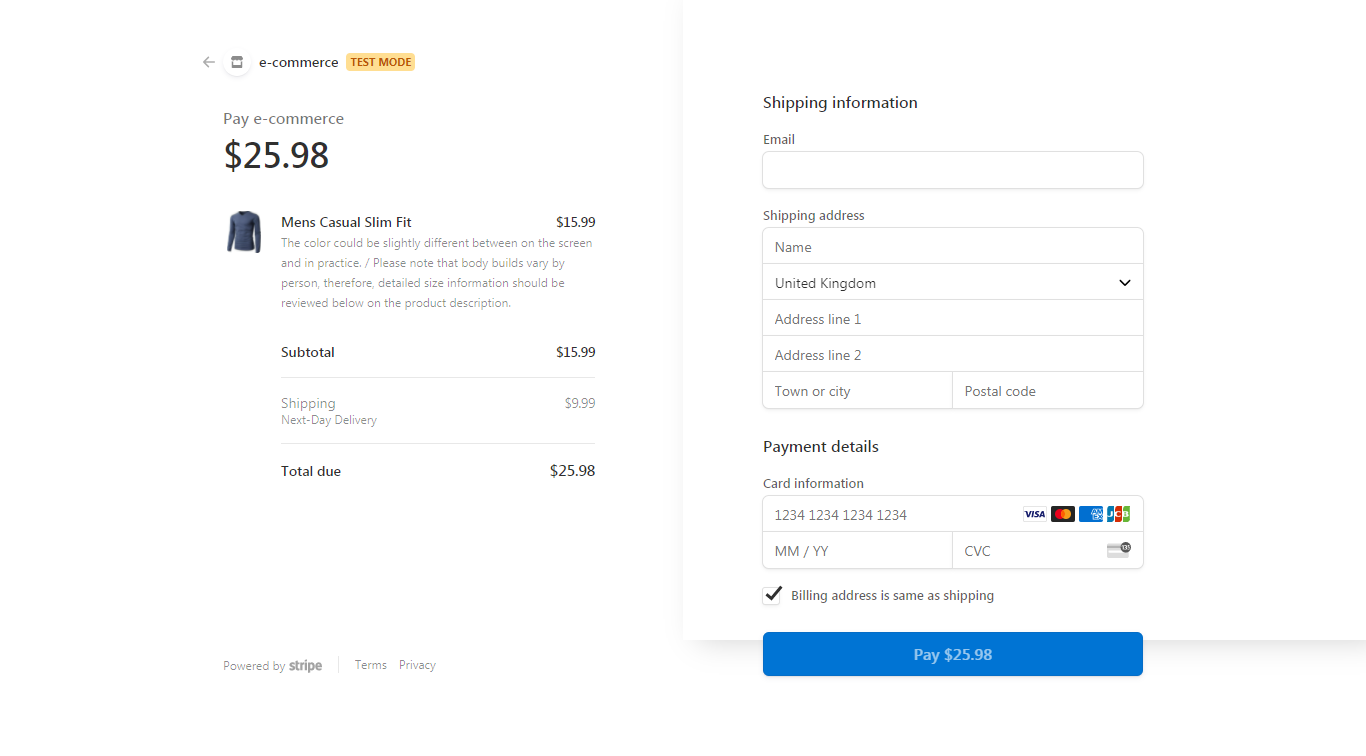 e-commerce TEST MODE
Pay e-commerce
$25.98
Mens Casual Slim Fit $15.99
The color could be slightly different between on the screen
and in practice. / Please note that body builds vary by
person, therefore, detailed size information should be
reviewed below on the product description.
Subtotal $15.99
Shipping $9.99
Next-Day Delivery
Total due $25.98
Powered by stripe Terms Privacy
Shipping information
Email
Shipping address
Name
United Kingdom
Address line 1
Address line 2
Town or city Postal code
Payment details
Card information
1234 1234 1234 1234 VISA AMEX JCB
MM / YY CVC
Billing address is same as shipping
Pay $25.98